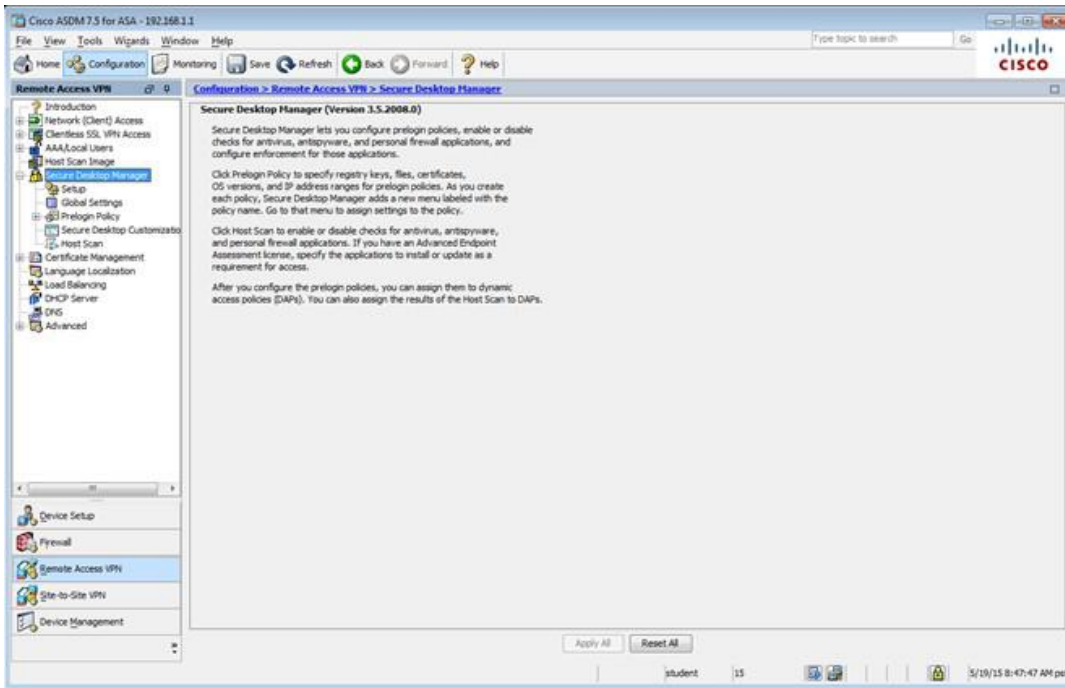 Cisco ASDM 7.5 for ASA - 192.168.1.1
File View Tools Wizards Window Help
Type topic to search Go
Home Configuration Monitoring Save Refresh Back Forward Help
CISCO
Remote Access VPN
Configuration > Remote Access VPN > Secure Desktop Manager
Introduction
Network (Client) Access
Clientless SSL VPN Access
AAA/Local Users
Host Scan Image
Secure Desktop Manager
Setup
Global Settings
Prelogin Policy
Secure Desktop Customizatio
Host Scan
Certificate Management
Language Localization
Load Balancing
DHCP Server
DNS
Advanced
Secure Desktop Manager (Version 3.5.2008.0)
Secure Desktop Manager lets you configure prelogin policies, enable or disable
checks for antivirus, antispyware, and personal firewall applications, and
configure enforcement for those applications.
Click Prelogin Policy to specify registry keys, files, certificates,
OS versions, and IP address ranges for prelogin policies. As you create
each policy, Secure Desktop Manager adds a new menu labeled with the
policy name. Go to that menu to assign settings to the policy.
Click Host Scan to enable or disable checks for antivirus, antispyware,
and personal firewall applications. If you have an Advanced Endpoint
Assessment license, specify the applications to install or update as a
requirement for access.
After you configure the prelogin policies, you can assign them to dynamic
access policies (DAPs). You can also assign the results of the Host Scan to DAPs.
Device Setup
Firewall
Remote Access VPN
Site-to-Site VPN
Device Management
Apply All Reset All
student 15 5/19/15 8:47:47 AM